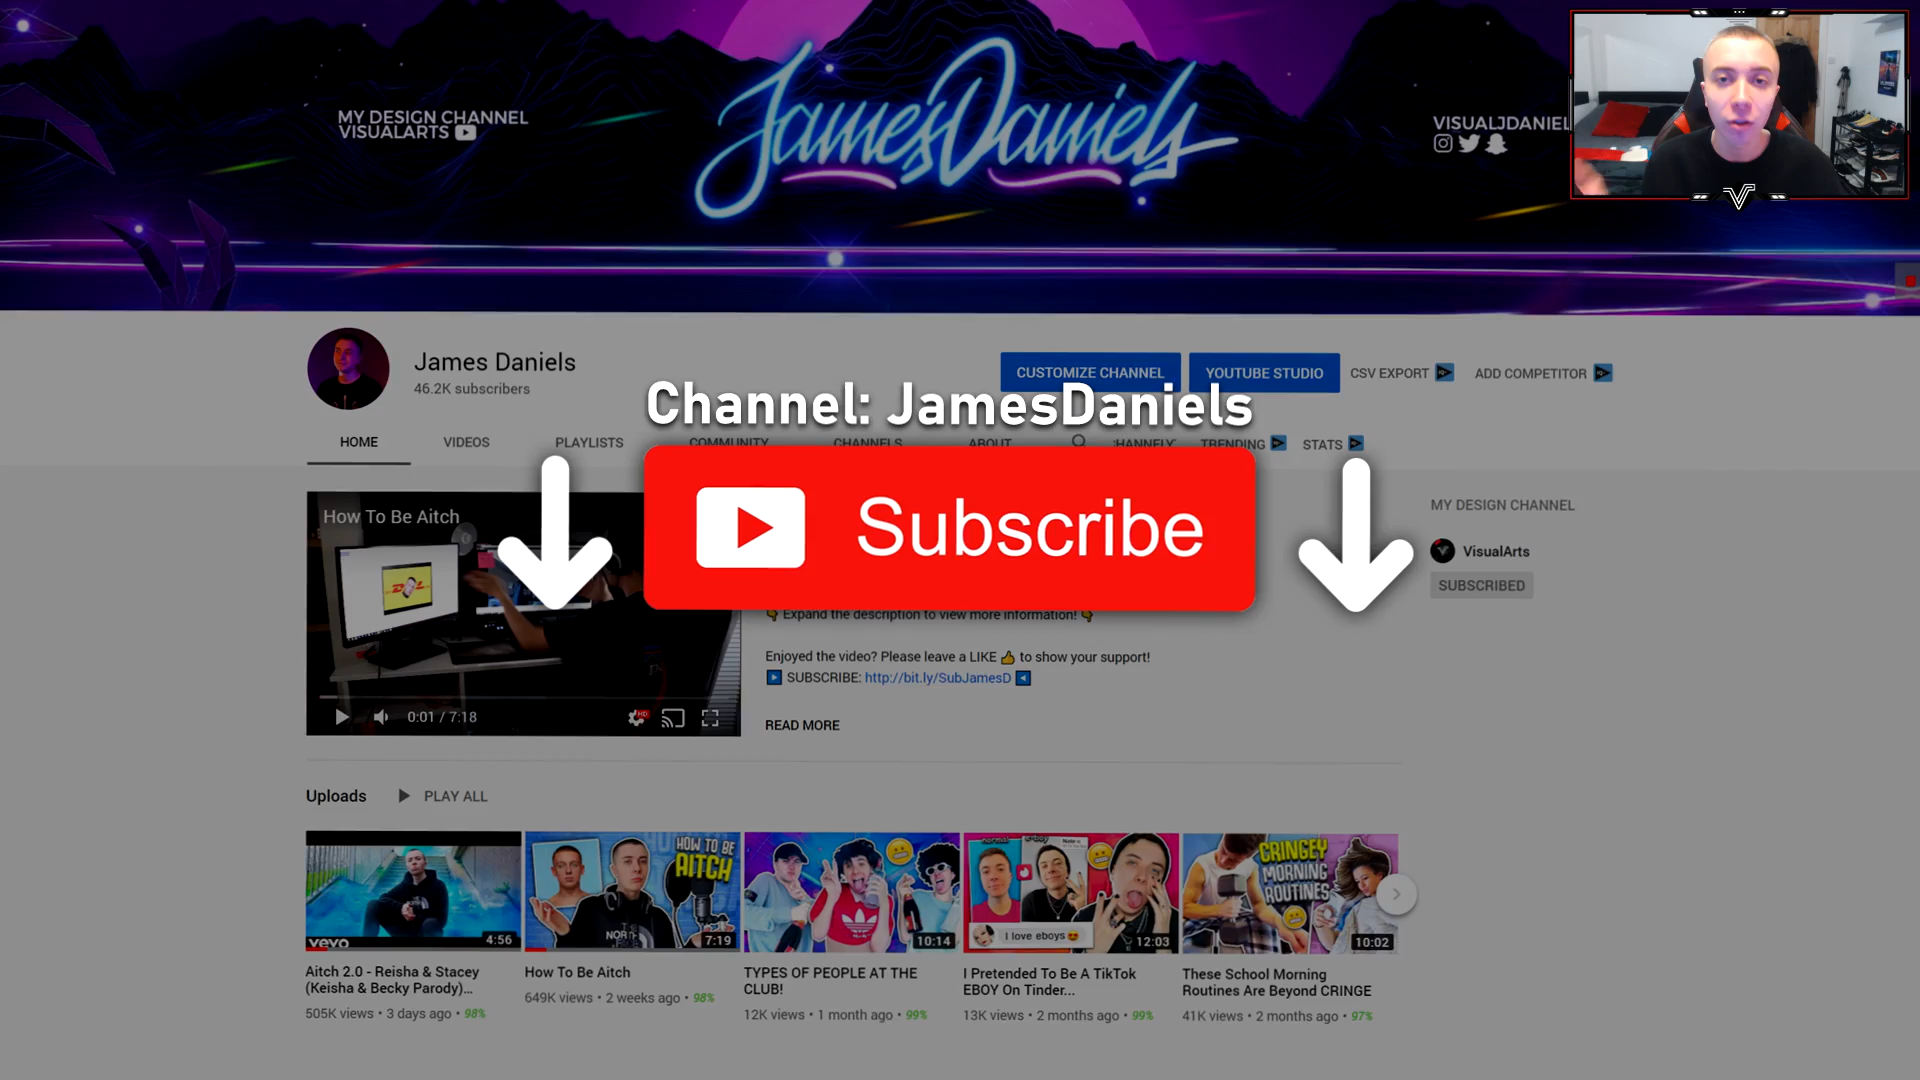 MY DESIGN CHANNEL
VISUALARTS
JamesDaniels
VISUALJDANIEL
James Daniels
46.2K subscribers
CUSTOMIZE CHANNEL
YOUTUBE STUDIO
CSV EXPORT
ADD COMPETITOR
Channel: JamesDaniels
HOME
VIDEOS
PLAYLISTS
COMMUNITY
CHANNELS
ABOUT
TRENDING
STATS
Subscribe
How To Be Aitch
MY DESIGN CHANNEL
VisualArts
SUBSCRIBED
👇 Expand the description to view more information! 👇
Enjoyed the video? Please leave a LIKE 👍 to show your support!
▶ SUBSCRIBE: http://bit.ly/SubJamesD ◀
0:01 / 7:18
HD
READ MORE
Uploads
PLAY ALL
vevo
4:56
HOW TO BE
AITCH
7:19
10:14
I love eboys😍
12:03
CRINGEY
MORNING
ROUTINES
10:02
Aitch 2.0 - Reisha & Stacey
(Keisha & Becky Parody)...
505K views • 3 days ago • 98%
How To Be Aitch
649K views • 2 weeks ago • 98%
TYPES OF PEOPLE AT THE
CLUB!
12K views • 1 month ago • 99%
I Pretended To Be A TikTok
EBOY On Tinder...
13K views • 2 months ago • 99%
These School Morning
Routines Are Beyond CRINGE
41K views • 2 months ago • 97%